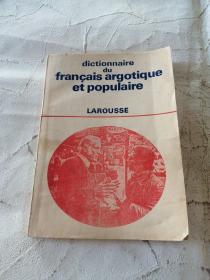 dictionnaire
du
français argotique
et populaire
LAROUSSE